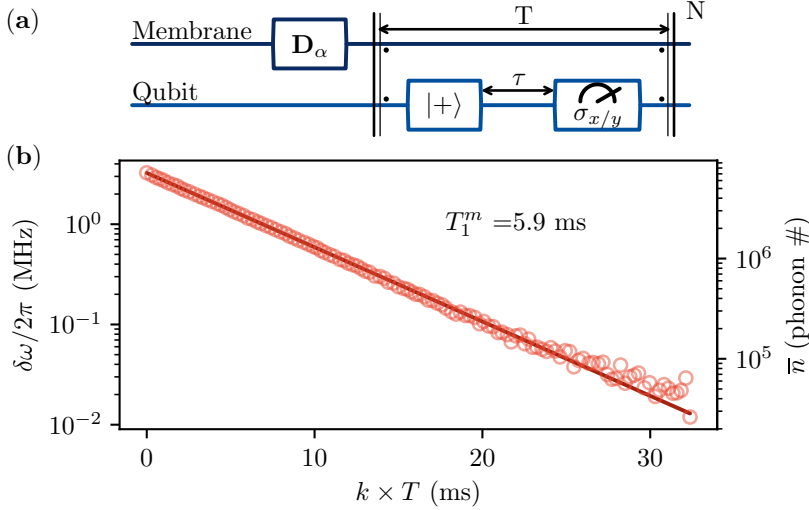 (a)
T
N
Membrane
D_α
Qubit
|+⟩
τ
σ_{x/y}
(b)
T_1^m =5.9 ms
δω/2π (MHz)
10^0
10^{-1}
10^{-2}
n̅ (phonon #)
10^6
10^5
0 10 20 30
k × T (ms)